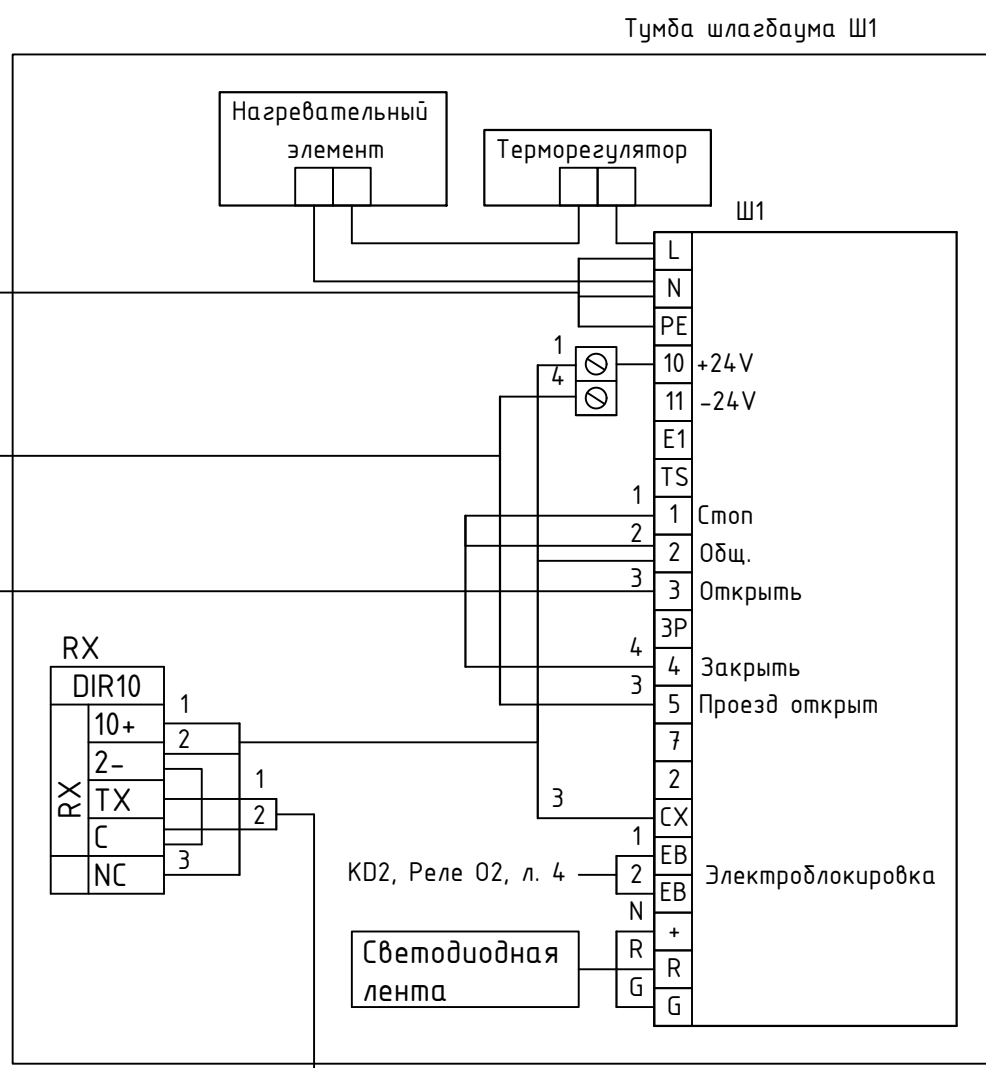 Тумба шлагбаума Ш1
Нагревательный
элемент
Терморегулятор
Ш1
L
N
PE
1
10 +24V
4
11 -24V
E1
TS
1
1 Стоп
2
2 Общ.
3
3 Открыть
3P
4
4 Закрыть
3
5 Проезд открыт
7
2
3
CX
1
EB
KD2, Реле О2, л. 4
2
EB
Электроблокировка
N
+
R
R
G
G
Светодиодная
лента
RX
DIR10
RX
10+
1
2
2-
TX
1
C
2
NC
3